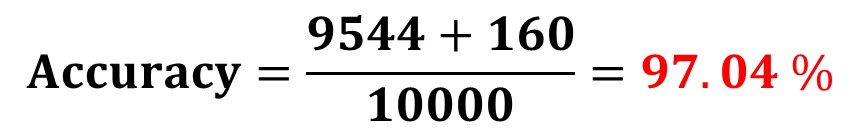 Accuracy = 9544 + 160 / 10000 = 97.04 %